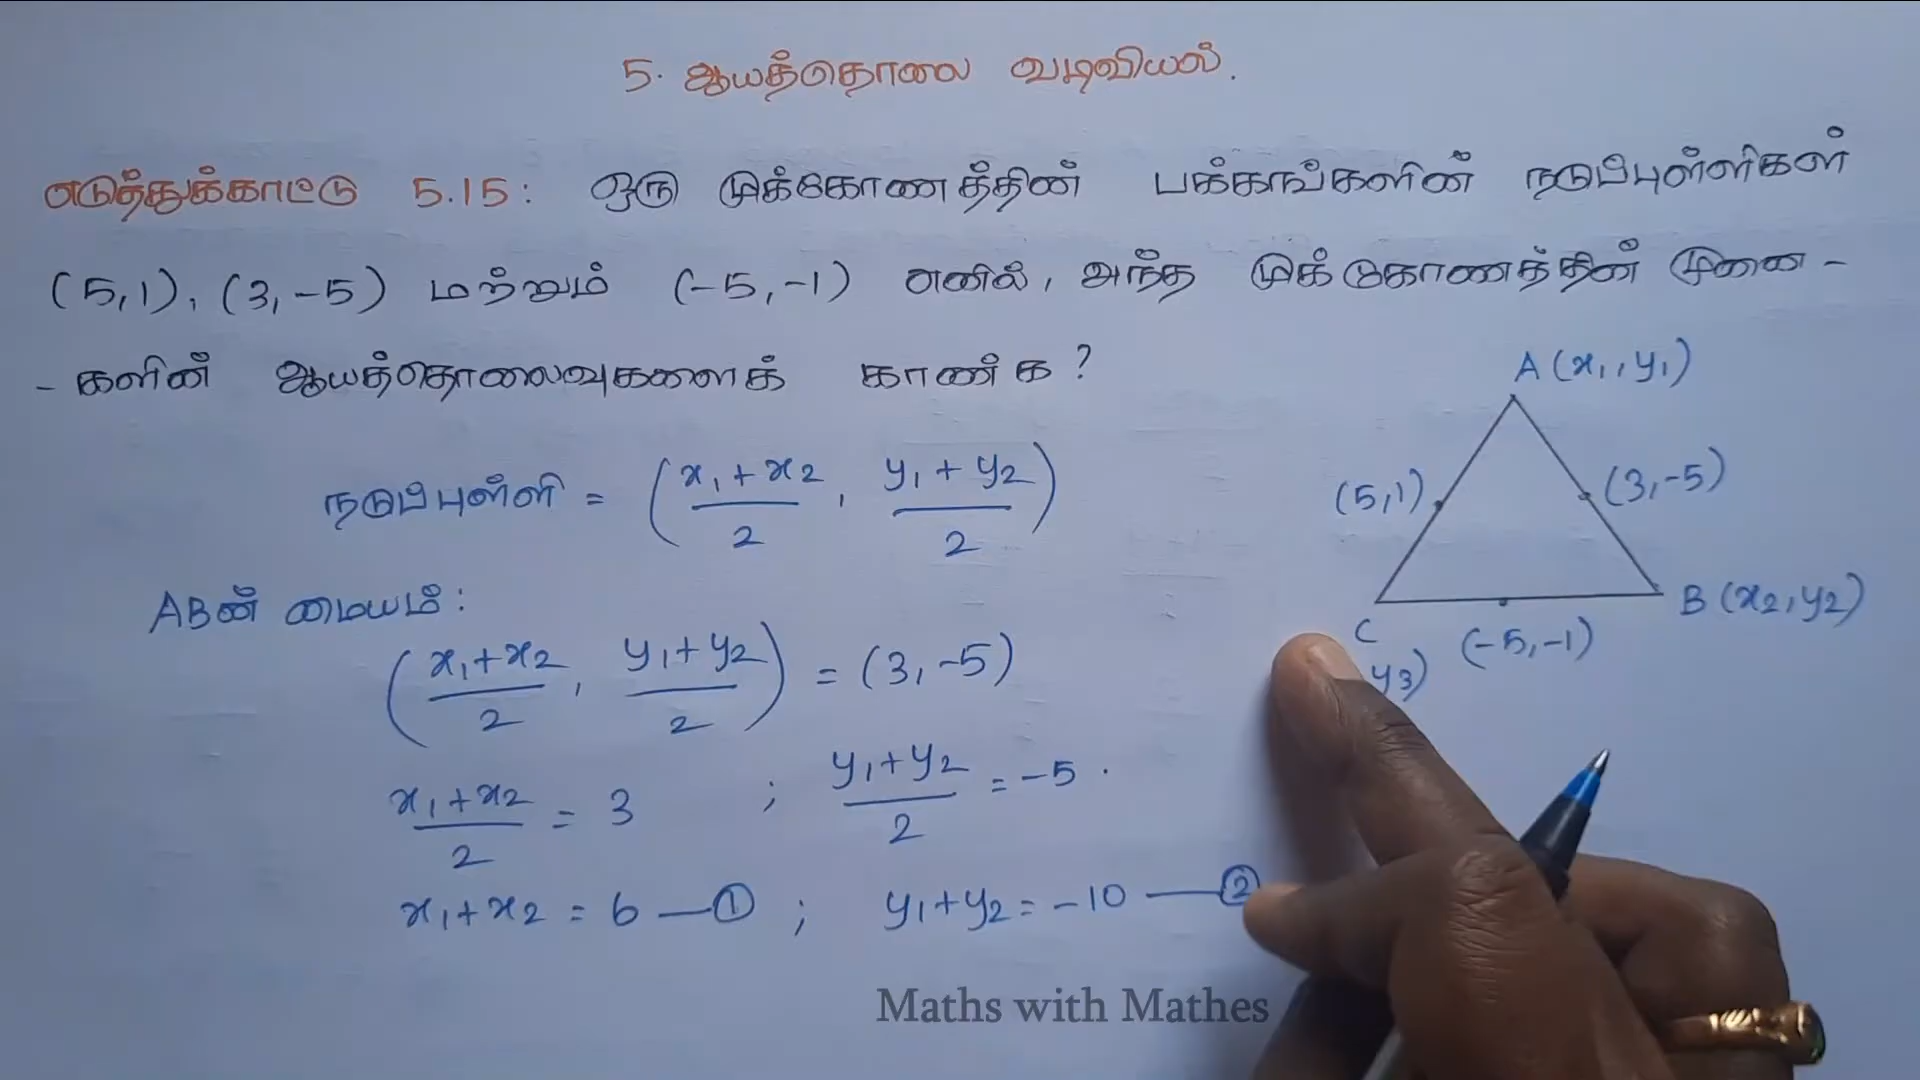 5. ஆயத்தொலை வடிவியல்.
எடுத்துக்காட்டு 5.15: ஒரு முக்கோணத்தின் பக்கங்களின் நடுப்புள்ளிகள்
(5,1), (3,-5) மற்றும் (-5,-1) எனில், அந்த முக்கோணத்தின் முனை -
- களின் ஆயத்தொலைவுகளைக் காண்க?
A (x₁, y₁)
நடுப்புள்ளி = ( x₁+x₂ / 2 , y₁+y₂ / 2 )
(5,1) (3,-5)
ABன் மையம்:
B (x₂, y₂)
C (-5,-1)
y₃)
( x₁+x₂ / 2 , y₁+y₂ / 2 ) = (3,-5)
x₁+x₂ / 2 = 3 ; y₁+y₂ / 2 = -5 .
x₁+x₂ = 6 — ① ; y₁+y₂ = -10 — ②
Maths with Mathes